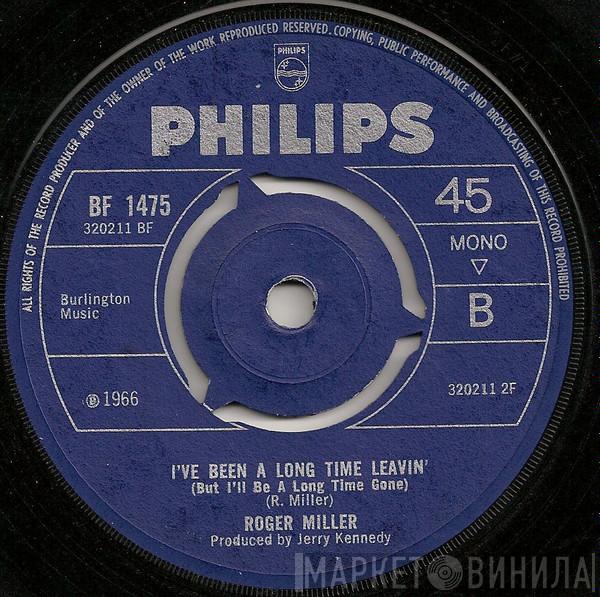 ALL RIGHTS OF THE RECORD PRODUCER AND OF THE OWNER OF THE WORK REPRODUCED RESERVED. COPYING, PUBLIC PERFORMANCE AND BROADCASTING OF THIS RECORD PROHIBITED
PHILIPS
PHILIPS
BF 1475
320211 BF
45
MONO
B
Burlington
Music
℗ 1966
320211 2F
I'VE BEEN A LONG TIME LEAVIN'
(But I'll Be A Long Time Gone)
(R. Miller)
ROGER MILLER
Produced by Jerry Kennedy
МАРКЕТ ВИНИЛА